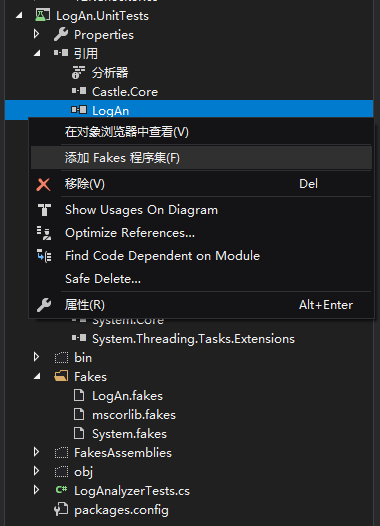 LogAn.UnitTests
Properties
引用
分析器
Castle.Core
LogAn
在对象浏览器中查看(V)
添加 Fakes 程序集(F)
移除(V) Del
Show Usages On Diagram
Optimize References...
Find Code Dependent on Module
Safe Delete...
属性(R) Alt+Enter
System.Core
System.Threading.Tasks.Extensions
bin
Fakes
LogAn.fakes
mscorlib.fakes
System.fakes
FakesAssemblies
obj
C# LogAnalyzerTests.cs
packages.config